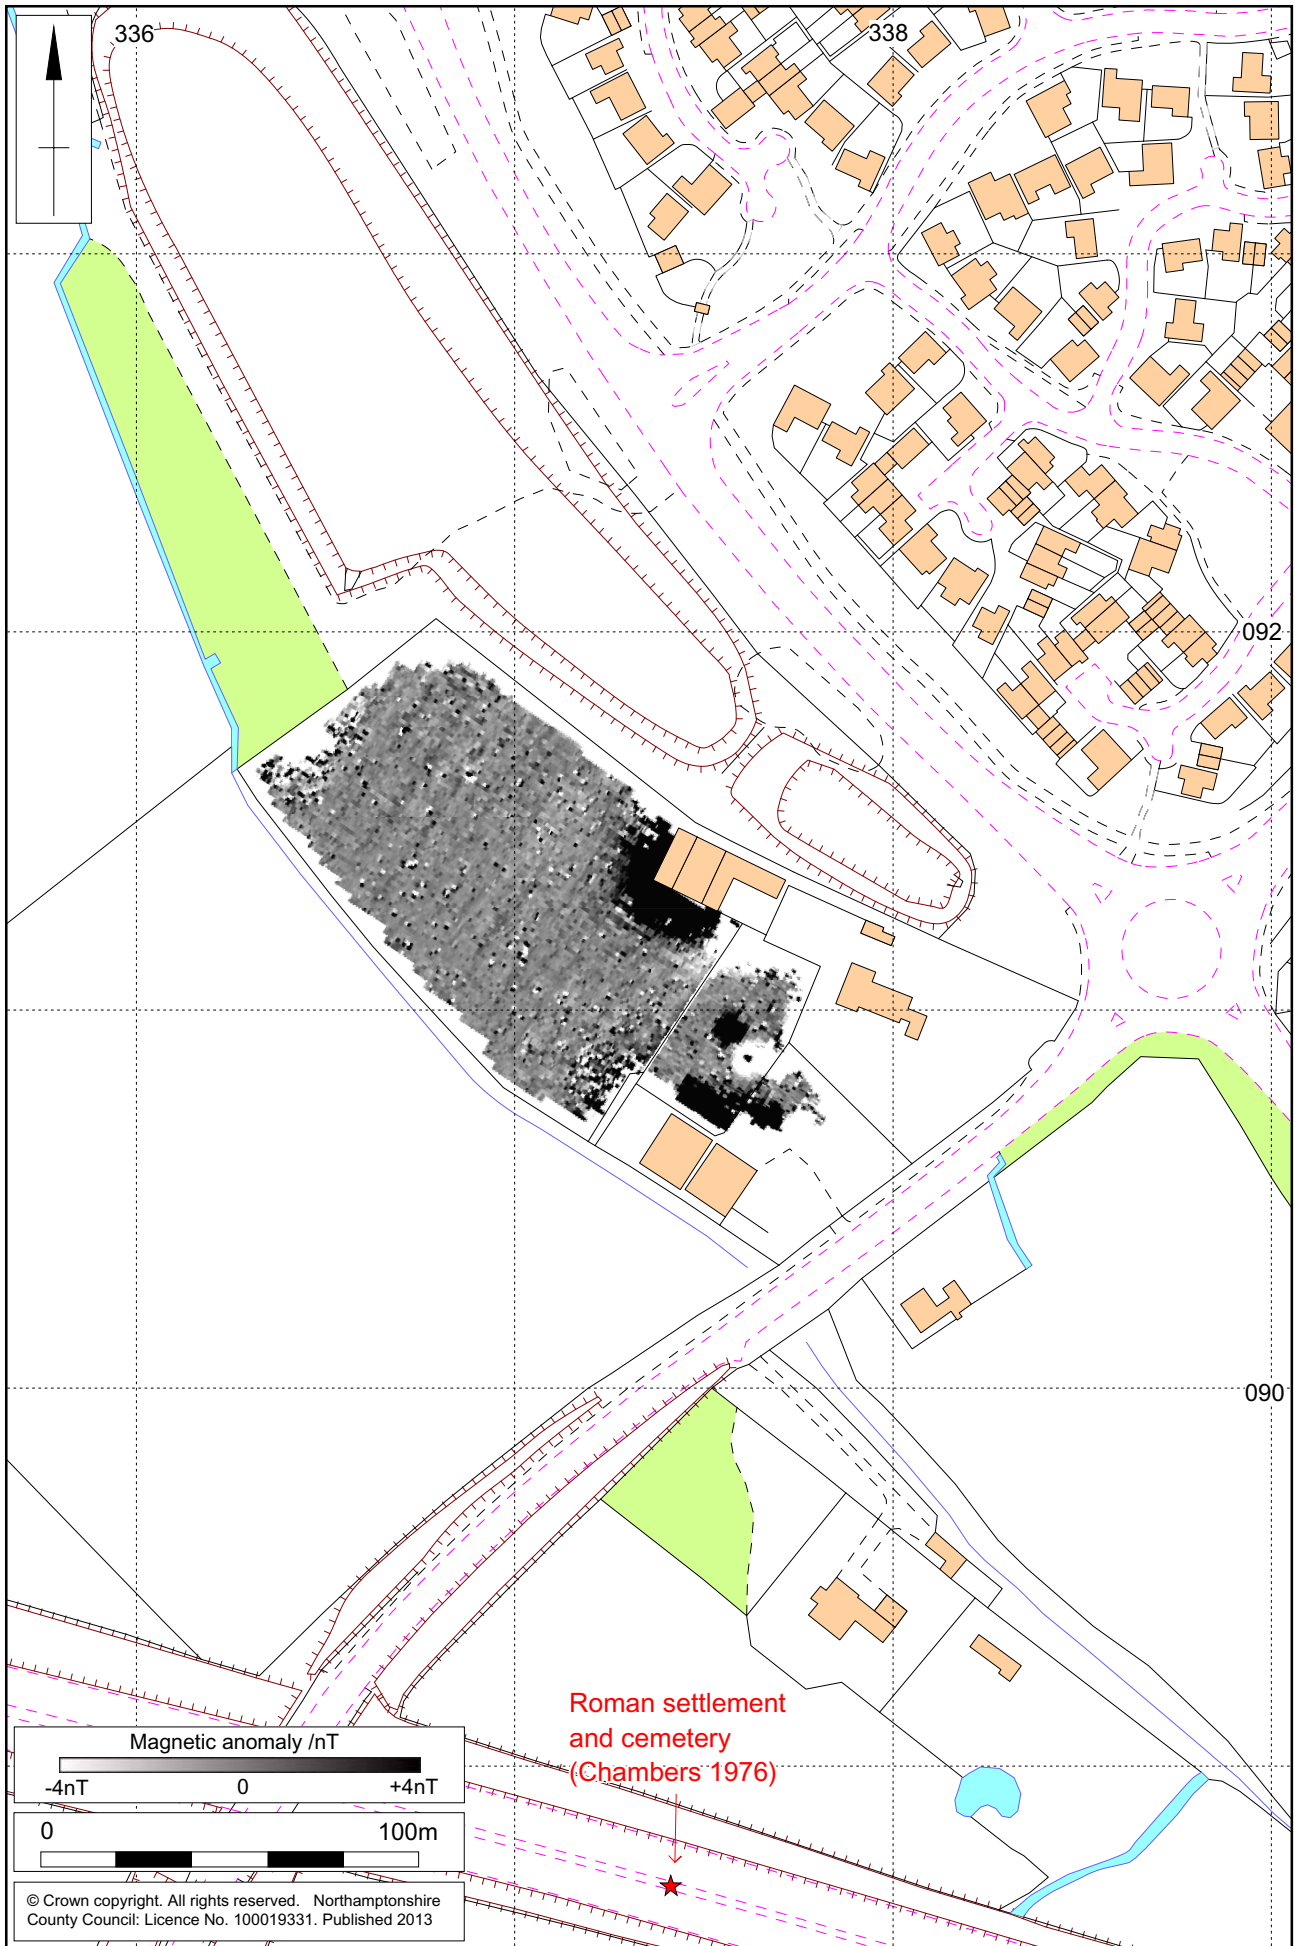 336
338
092
090
Roman settlement
and cemetery
(Chambers 1976)
Magnetic anomaly /nT
-4nT 0 +4nT
0 100m
© Crown copyright. All rights reserved. Northamptonshire
County Council: Licence No. 100019331. Published 2013